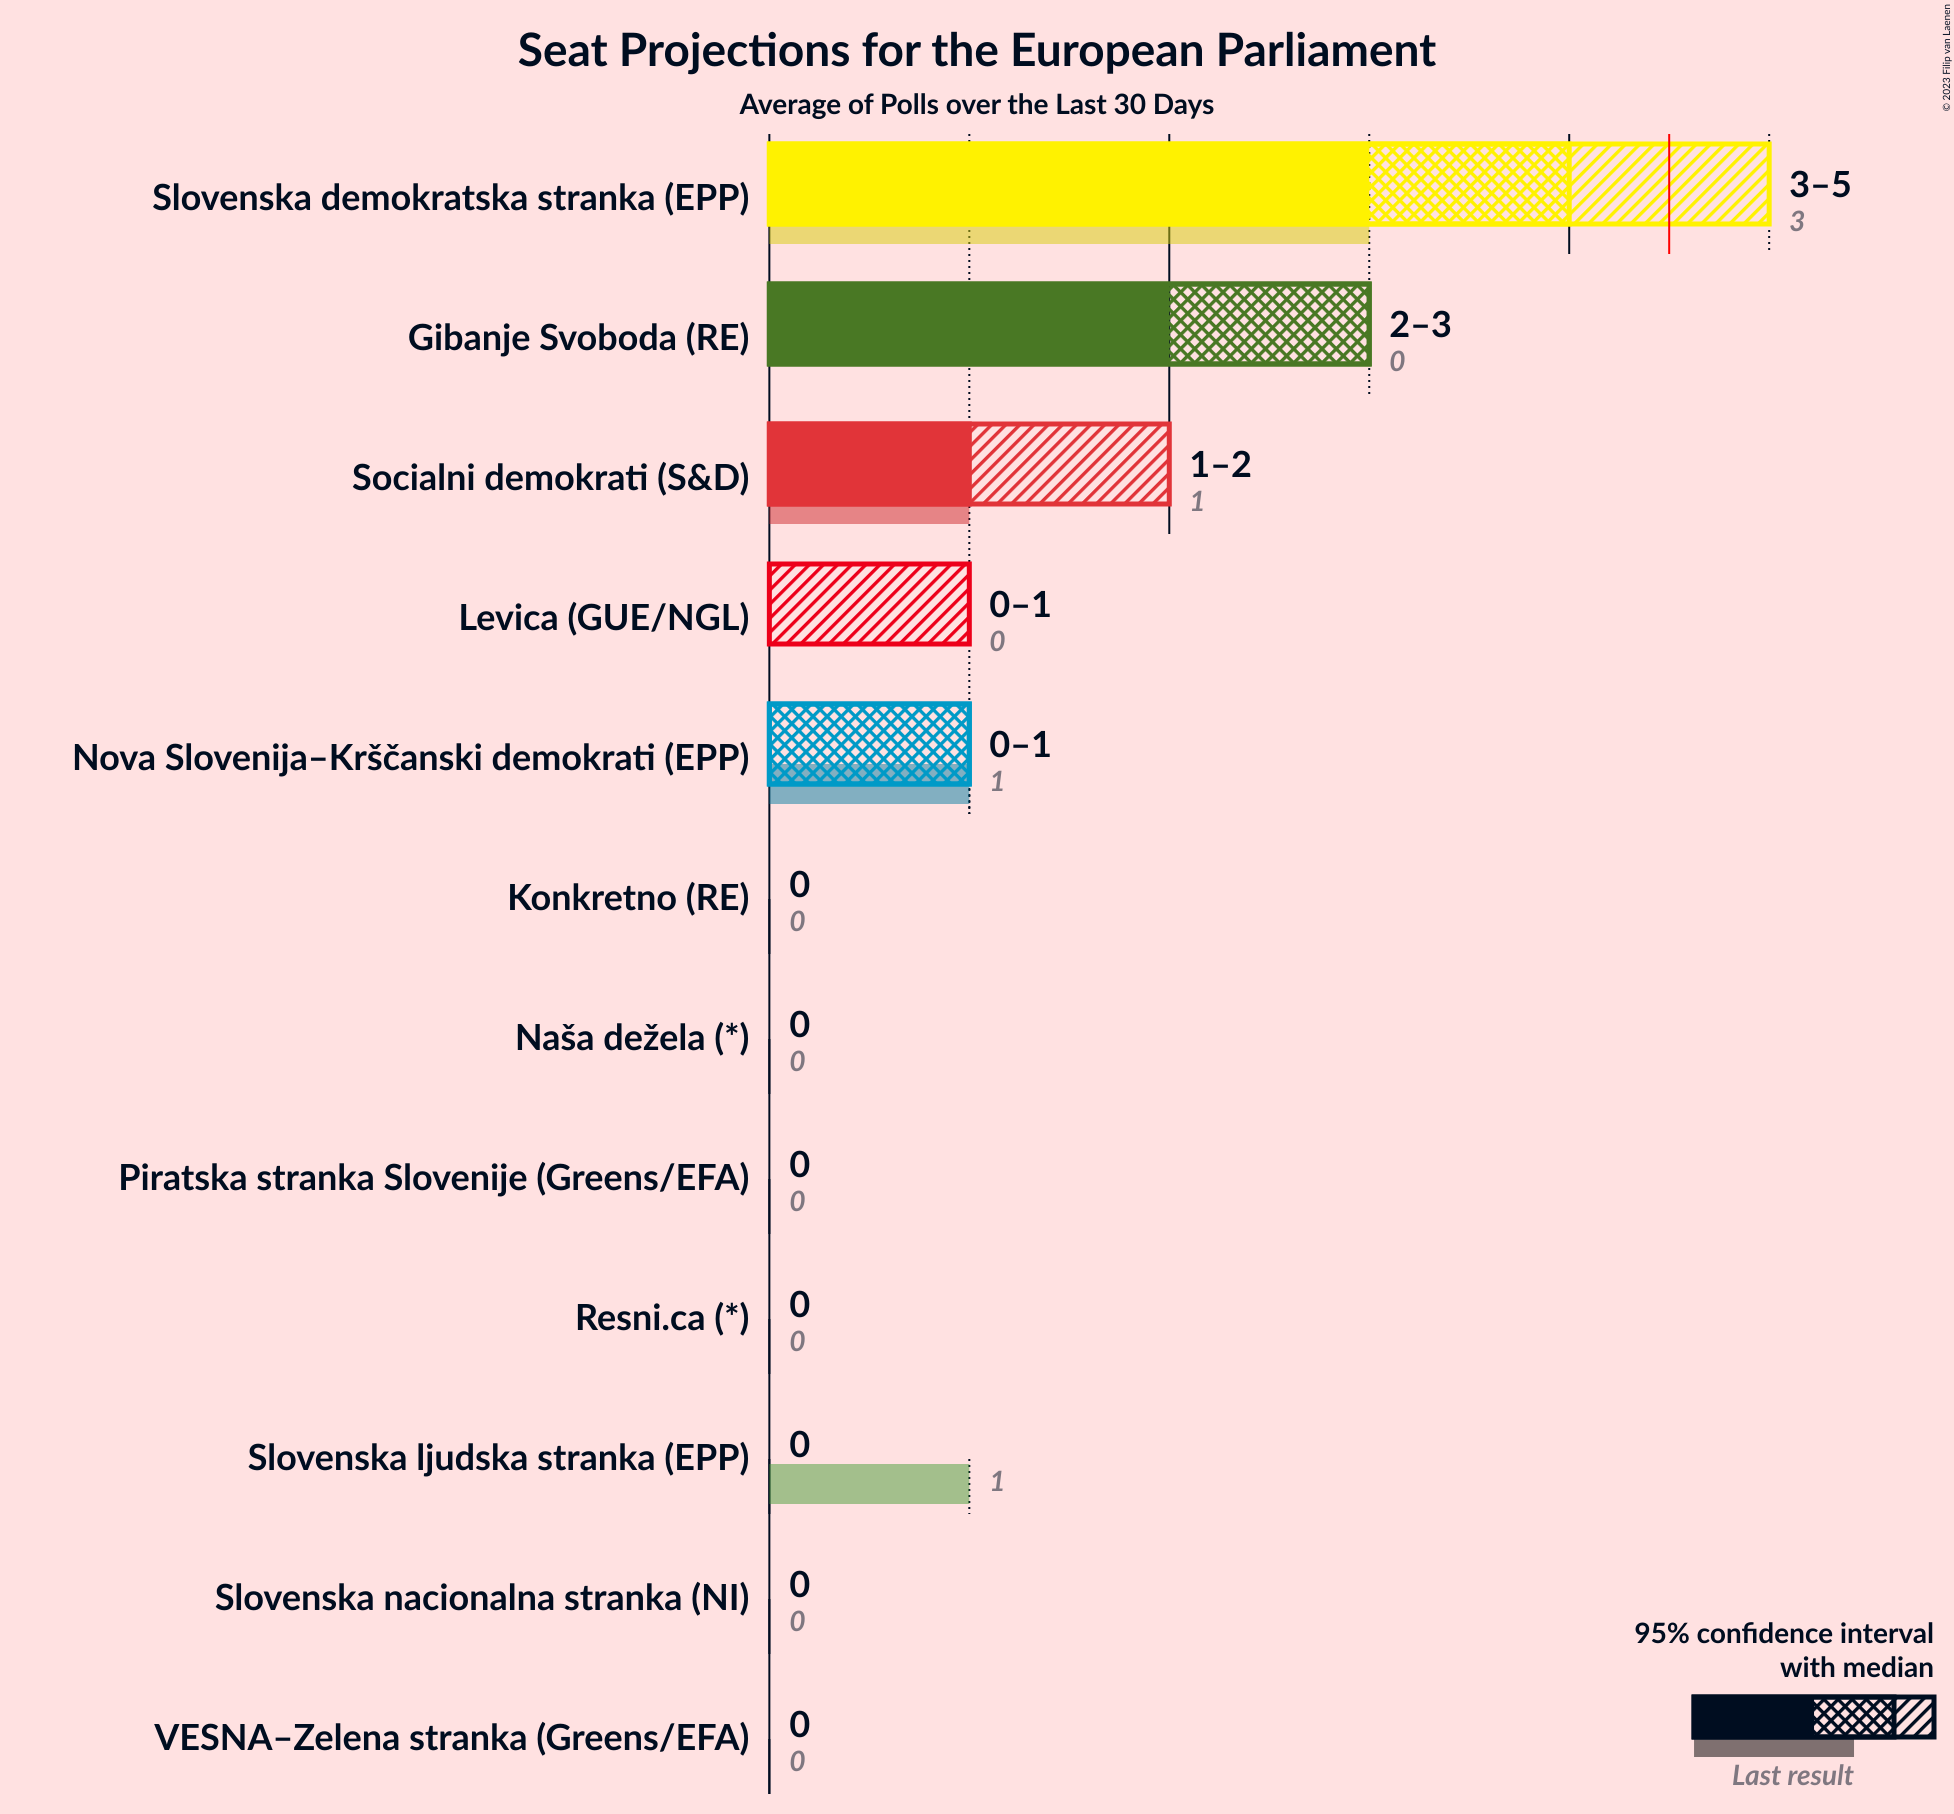 Seat Projections for the European Parliament
Average of Polls over the Last 30 Days
© 2023 Filip van Laenen
Slovenska demokratska stranka (EPP)
3–5
3
Gibanje Svoboda (RE)
2–3
0
Socialni demokrati (S&D)
1–2
1
Levica (GUE/NGL)
0–1
0
Nova Slovenija–Krščanski demokrati (EPP)
0–1
1
Konkretno (RE)
0
0
Naša dežela (*)
0
0
Piratska stranka Slovenije (Greens/EFA)
0
0
Resni.ca (*)
0
0
Slovenska ljudska stranka (EPP)
0
1
Slovenska nacionalna stranka (NI)
0
0
VESNA–Zelena stranka (Greens/EFA)
0
0
95% confidence interval
with median
Last result